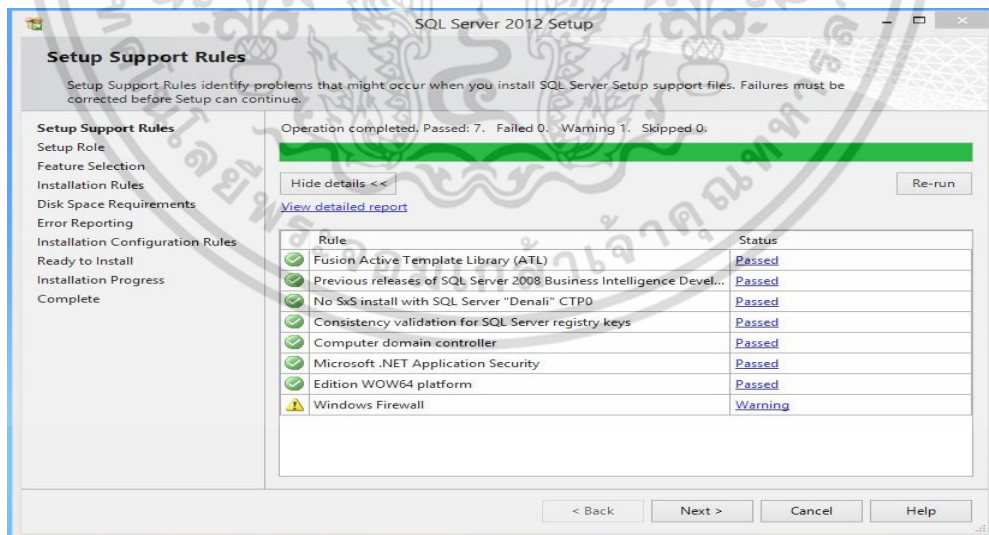 SQL Server 2012 Setup
Setup Support Rules
Setup Support Rules identify problems that might occur when you install SQL Server Setup support files. Failures must be
corrected before Setup can continue.
Setup Support Rules
Setup Role
Feature Selection
Installation Rules
Disk Space Requirements
Error Reporting
Installation Configuration Rules
Ready to Install
Installation Progress
Complete
Operation completed. Passed: 7. Failed 0. Warning 1. Skipped 0.
Hide details <<
Re-run
View detailed report
Rule Status
Fusion Active Template Library (ATL) Passed
Previous releases of SQL Server 2008 Business Intelligence Devel... Passed
No SxS install with SQL Server "Denali" CTP0 Passed
Consistency validation for SQL Server registry keys Passed
Computer domain controller Passed
Microsoft .NET Application Security Passed
Edition WOW64 platform Passed
Windows Firewall Warning
< Back
Next >
Cancel
Help